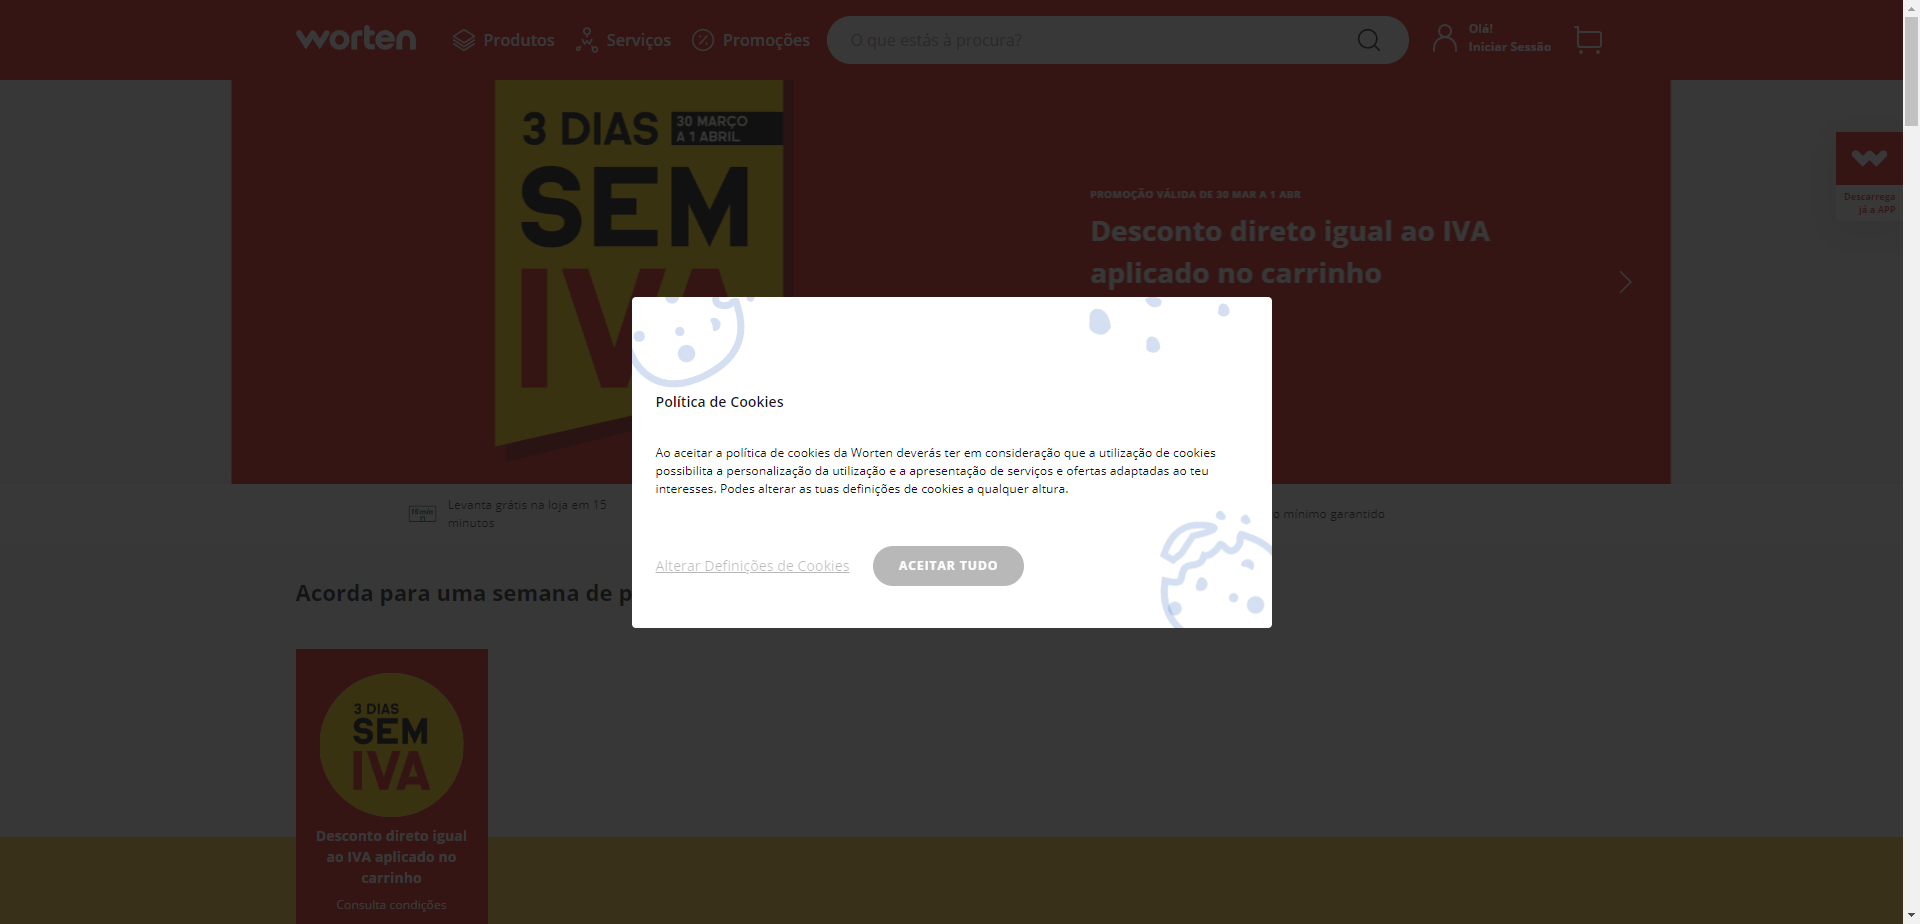 worten
Produtos
Serviços
Promoções
O que estás à procura?
Olá!
Iniciar Sessão
3 DIAS
30 MARÇO
A 1 ABRIL
SEM
IVA
PROMOÇÃO VÁLIDA DE 30 MAR A 1 ABR
Desconto direto igual ao IVA
aplicado no carrinho
Descarrega
já a APP
Política de Cookies
Ao aceitar a política de cookies da Worten deverás ter em consideração que a utilização de cookies
possibilita a personalização da utilização e a apresentação de serviços e ofertas adaptadas ao teu
interesses. Podes alterar as tuas definições de cookies a qualquer altura.
Alterar Definições de Cookies
ACEITAR TUDO
15 min
Levanta grátis na loja em 15
minutos
o mínimo garantido
Acorda para uma semana de p
3 DIAS
SEM
IVA
Desconto direto igual
ao IVA aplicado no
carrinho
Consulta condições